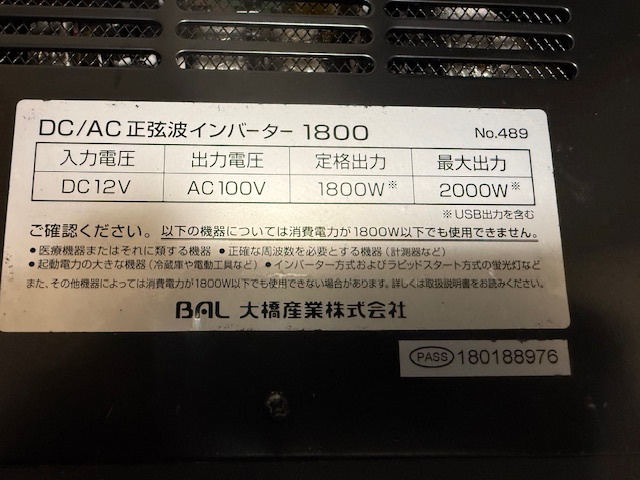 DC/AC 正弦波インバーター 1800 No.489
入力電圧 出力電圧 定格出力 最大出力
DC12V AC100V 1800W※ 2000W※
※USB出力を含む
ご確認ください。以下の機器については消費電力が1800W以下でも使用できません。
●医療機器またはそれに類する機器 ●正確な周波数を必要とする機器(計測器など)
●起動電力の大きな機器(冷蔵庫や電動工具など) ●インバーター方式およびラピッドスタート方式の蛍光灯など
また、その他機器によっては消費電力が1800W以下でも使用できない場合があります。詳しくは取扱説明書をお読みください。
BAL 大橋産業株式会社
PASS 180188976